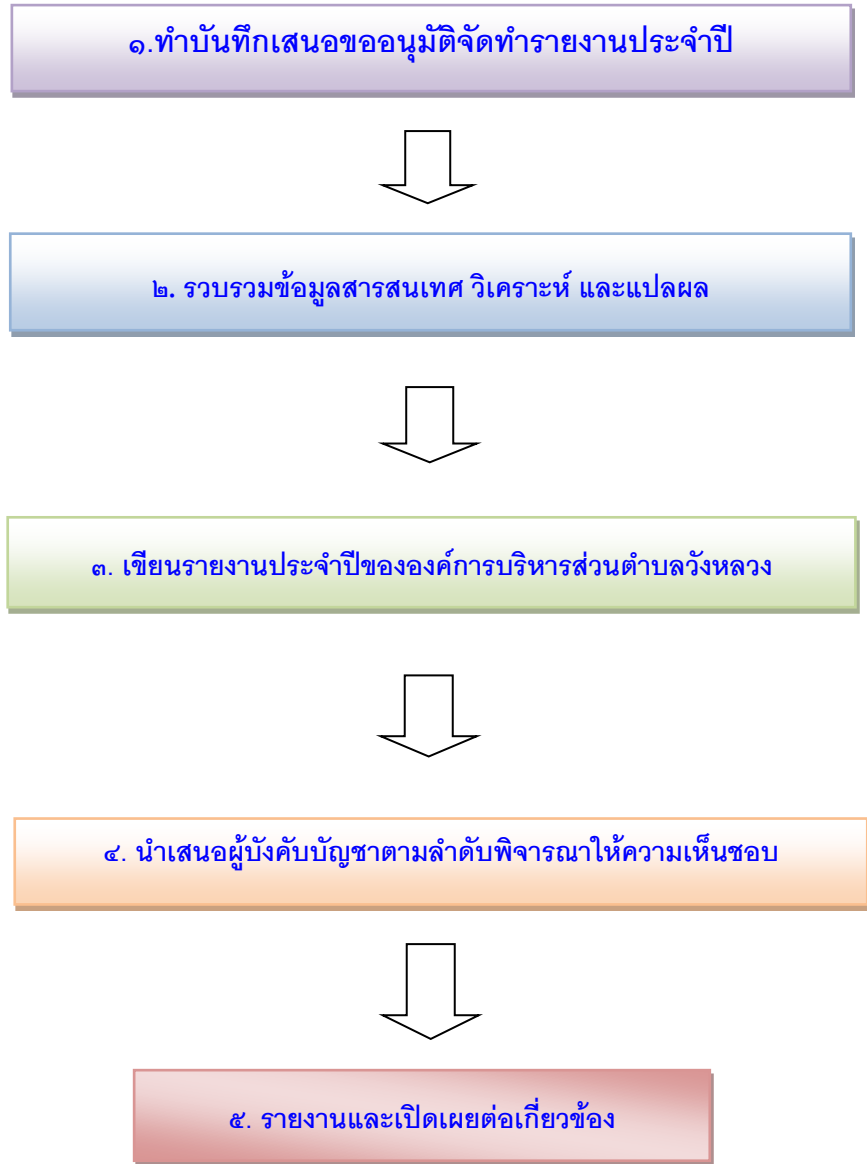 ๑.ทำบันทึกเสนอขออนุมัติจัดทำรายงานประจำปี
๒. รวบรวมข้อมูลสารสนเทศ วิเคราะห์ และแปลผล
๓. เขียนรายงานประจำปีขององค์การบริหารส่วนตำบลวังหลวง
๔. นำเสนอผู้บังคับบัญชาตามลำดับพิจารณาให้ความเห็นชอบ
๕. รายงานและเปิดเผยต่อเกี่ยวข้อง